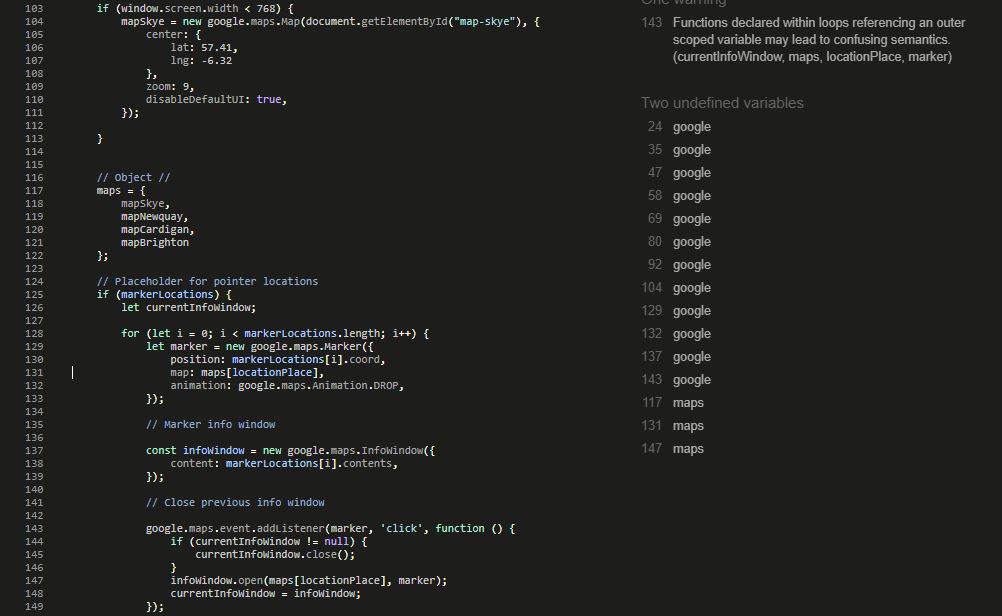 103 if (window.screen.width < 768) {
104 mapSkye = new google.maps.Map(document.getElementById("map-skye"), {
105 center: {
106 lat: 57.41,
107 lng: -6.32
108 },
109 zoom: 9,
110 disableDefaultUI: true,
111 });
112
113 }
114
115
116 // Object //
117 maps = {
118 mapSkye,
119 mapNewquay,
120 mapCardigan,
121 mapBrighton
122 };
123
124 // Placeholder for pointer locations
125 if (markerLocations) {
126 let currentInfoWindow;
127
128 for (let i = 0; i < markerLocations.length; i++) {
129 let marker = new google.maps.Marker({
130 position: markerLocations[i].coord,
131 map: maps[locationPlace],
132 animation: google.maps.Animation.DROP,
133 });
134
135 // Marker info window
136
137 const infoWindow = new google.maps.InfoWindow({
138 content: markerLocations[i].contents,
139 });
140
141 // Close previous info window
142
143 google.maps.event.addListener(marker, 'click', function () {
144 if (currentInfoWindow != null) {
145 currentInfoWindow.close();
146 }
147 infoWindow.open(maps[locationPlace], marker);
148 currentInfoWindow = infoWindow;
149 });
One warning
143 Functions declared within loops referencing an outer
scoped variable may lead to confusing semantics.
(currentInfoWindow, maps, locationPlace, marker)
Two undefined variables
24 google
35 google
47 google
58 google
69 google
80 google
92 google
104 google
129 google
132 google
137 google
143 google
117 maps
131 maps
147 maps